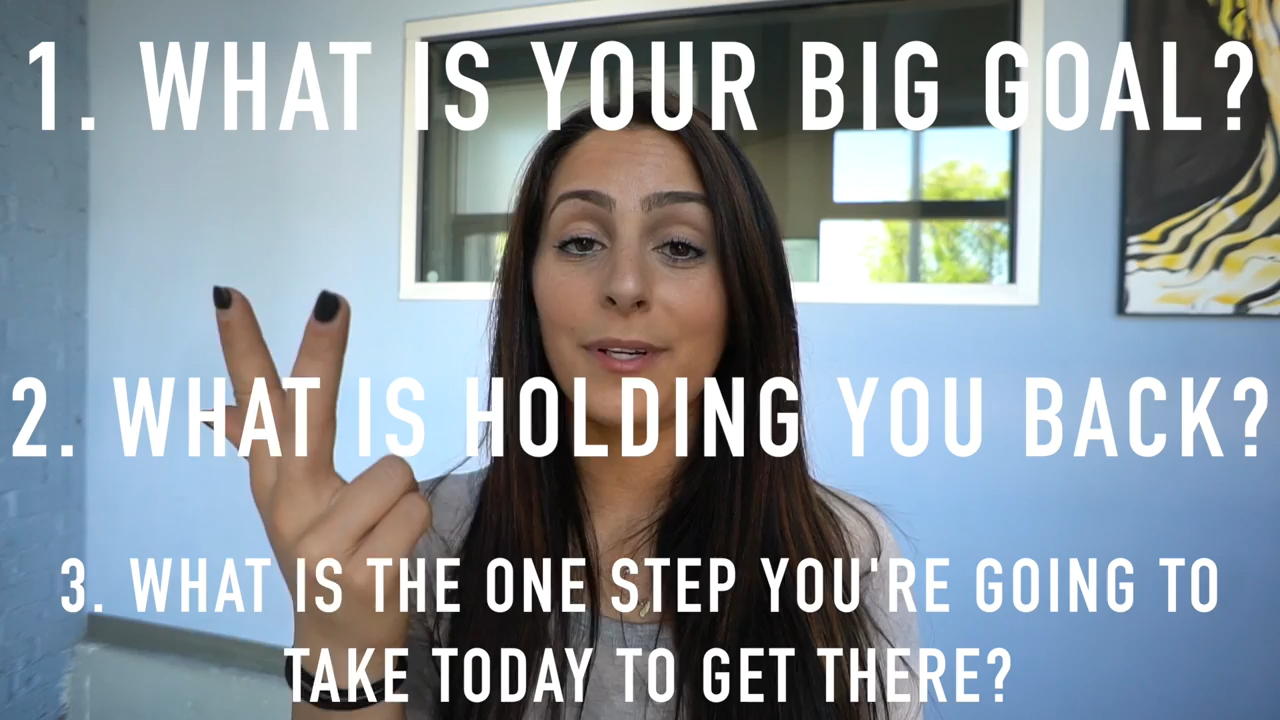 1. WHAT IS YOUR BIG GOAL?
2. WHAT IS HOLDING YOU BACK?
3. WHAT IS THE ONE STEP YOU'RE GOING TO
TAKE TODAY TO GET THERE?